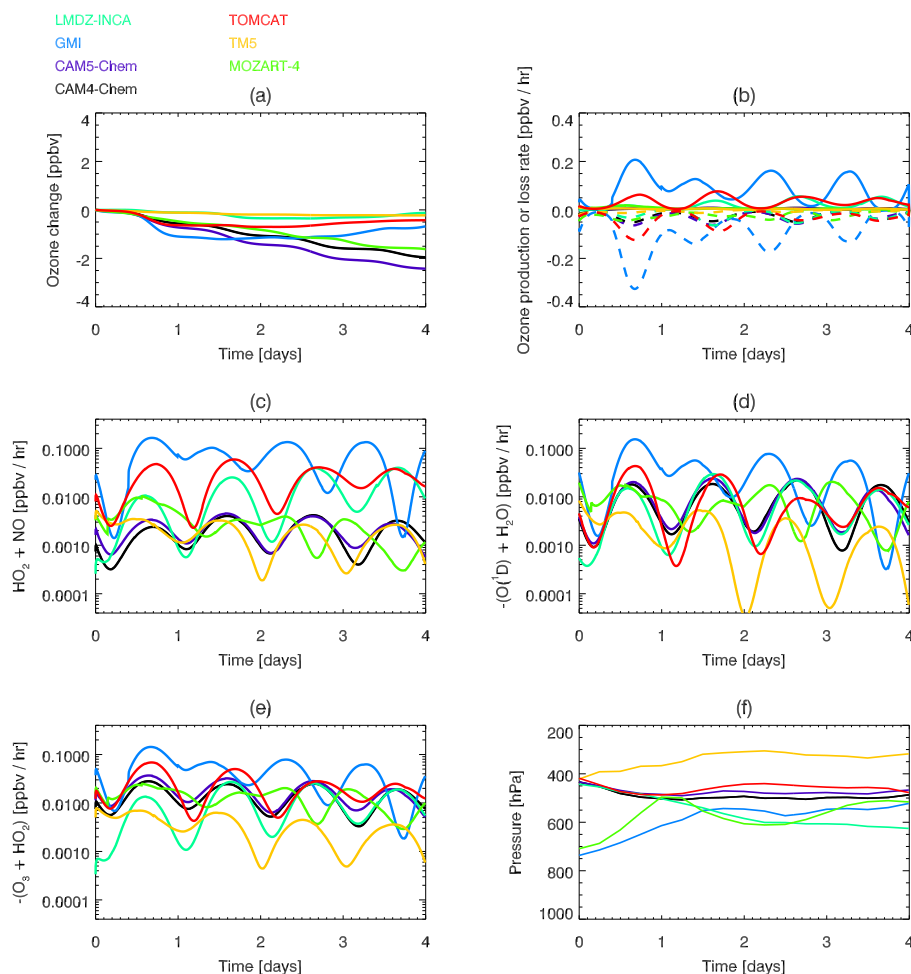 LMDZ-INCA TOMCAT
GMI TM5
CAM5-Chem MOZART-4
CAM4-Chem
(a) (b)
Ozone change [ppbv]
4
2
0
-2
-4
0 1 2 3 4
Time [days]
Ozone production or loss rate [ppbv / hr]
0.4
0.2
0.0
-0.2
-0.4
0 1 2 3 4
Time [days]
(c) (d)
HO2 + NO [ppbv / hr]
0.1000
0.0100
0.0010
0.0001
0 1 2 3 4
Time [days]
-(O(1D) + H2O) [ppbv / hr]
0.1000
0.0100
0.0010
0.0001
0 1 2 3 4
Time [days]
(e) (f)
-(O3 + HO2) [ppbv / hr]
0.1000
0.0100
0.0010
0.0001
0 1 2 3 4
Time [days]
Pressure [hPa]
200
400
600
800
1000
0 1 2 3 4
Time [days]